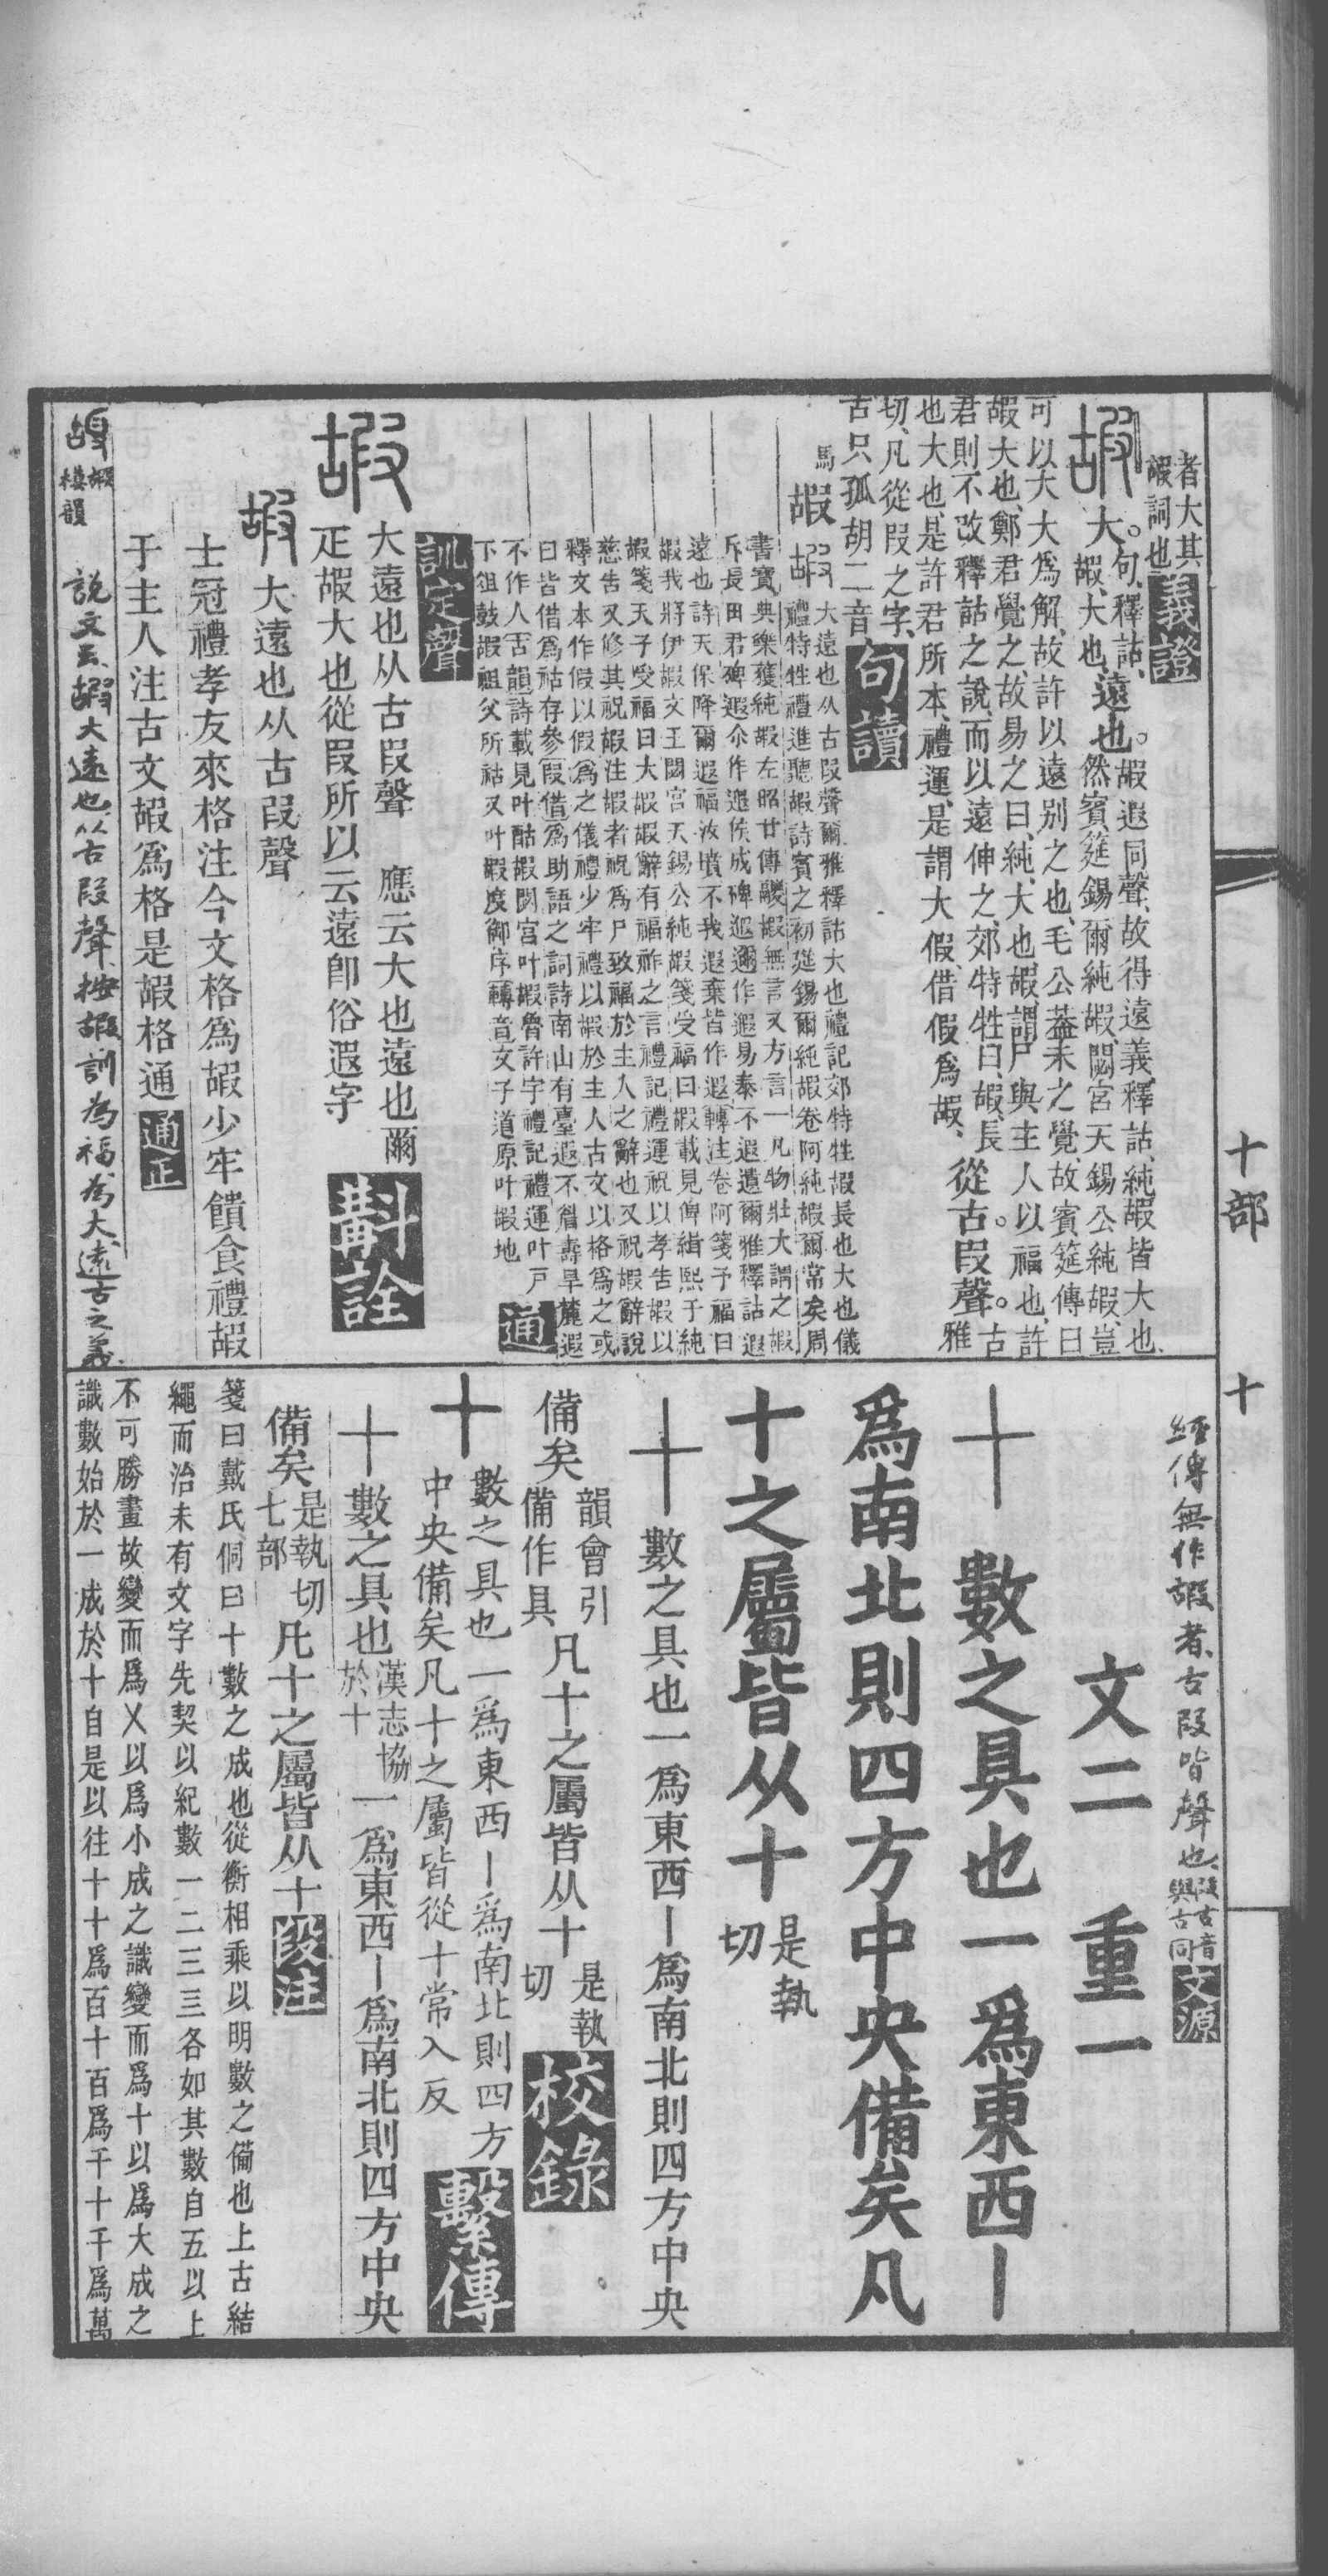 者大其
嘏詞也義證
嘏大。句、釋詁、嘏、大也、遠也。嘏遐同聲、故得遠義、釋詁、純嘏皆大也
然賓筵錫爾純嘏、閟宮天錫公純嘏、豈
可以大大爲解、故許以遠别之也、毛公葢未之覺、故賓筵傳曰
嘏大也、鄭君覺之、故易之曰、純、大也、嘏、謂尸與主人以福也、許
君則不改釋詁之說、而以遠伸之、郊特牲曰、嘏、長
也大也、是許君所本、禮運、是謂大假、借假爲嘏、從古叚聲。古雅
切、凡從叚之字、
古只孤胡二音句讀
馬嘏嘏大遠也从古叚聲爾雅釋詁大也禮記郊特牲嘏長也大也儀
禮特牲禮進聽嘏詩賓之初筵錫爾純嘏卷阿純嘏爾常矣周
書寶典樂獲純嘏左昭廿傳鬷嘏無言又方言一凡物壯大謂之嘏
斥長田君碑遐尒作遐侯成碑遐邇作遐易泰不遐遺爾雅釋詁遐
遠也詩天保降爾遐福汝墳不我遐棄皆作遐轉注卷阿箋予福曰
嘏我將伊嘏文王閟宮天錫公純嘏箋受福曰嘏載見俾緝熙于純
嘏箋天子受福曰大嘏嘏辭有福祚之言禮記禮運祝以孝告嘏以
慈告又修其祝嘏注嘏者祝爲尸致福於主人之辭也又祝嘏辭說
釋文本作假以假爲之儀禮少牢禮以嘏於主人古文以格爲之或
曰皆借爲祜存參叚借爲助語之詞詩南山有臺遐不眉壽旱麓遐
不作人古韻詩載見叶酤嘏閟宮叶嘏魯許宇禮記禮運叶戸
下俎鼓嘏祖父所祜又叶嘏度御序轉音文子道原叶嘏地通
訓定聲
嘏大遠也从古叚聲　應云大也遠也爾
疋嘏大也從叚所以云遠卽俗遐字斠詮
嘏大遠也从古叚聲
士冠禮孝友來格注今文格爲嘏少牢饋食禮嘏
于主人注古文嘏爲格是嘏格通通正
嘏樓韻說文云、嘏大遠也、从古叚聲、按嘏訓為福、為大、遠古之義、
十部
十
經傳無作嘏者、古叚皆聲也、叚古音與古同文源
文二　重一
十數之具也一爲東西丨
爲南北則四方中央備矣凡
十之屬皆从十是執切
十數之具也一爲東西丨爲南北則四方中央
備矣韻會引備作具凡十之屬皆从十是執切校錄
十數之具也一爲東西丨爲南北則四方
中央備矣凡十之屬皆從十常入反繫傳
十數之具也漢志協於十一爲東西丨爲南北則四方中央
備矣是執切七部凡十之屬皆从十段注
箋曰戴氏侗曰十數之成也從衡相乘以明數之備也上古結
繩而治未有文字先契以紀數一二三亖各如其數自五以上
不可勝畫故變而爲㐅以爲小成之識變而爲十以爲大成之
識數始於一成於十自是以往十十爲百十百爲千十千爲萬